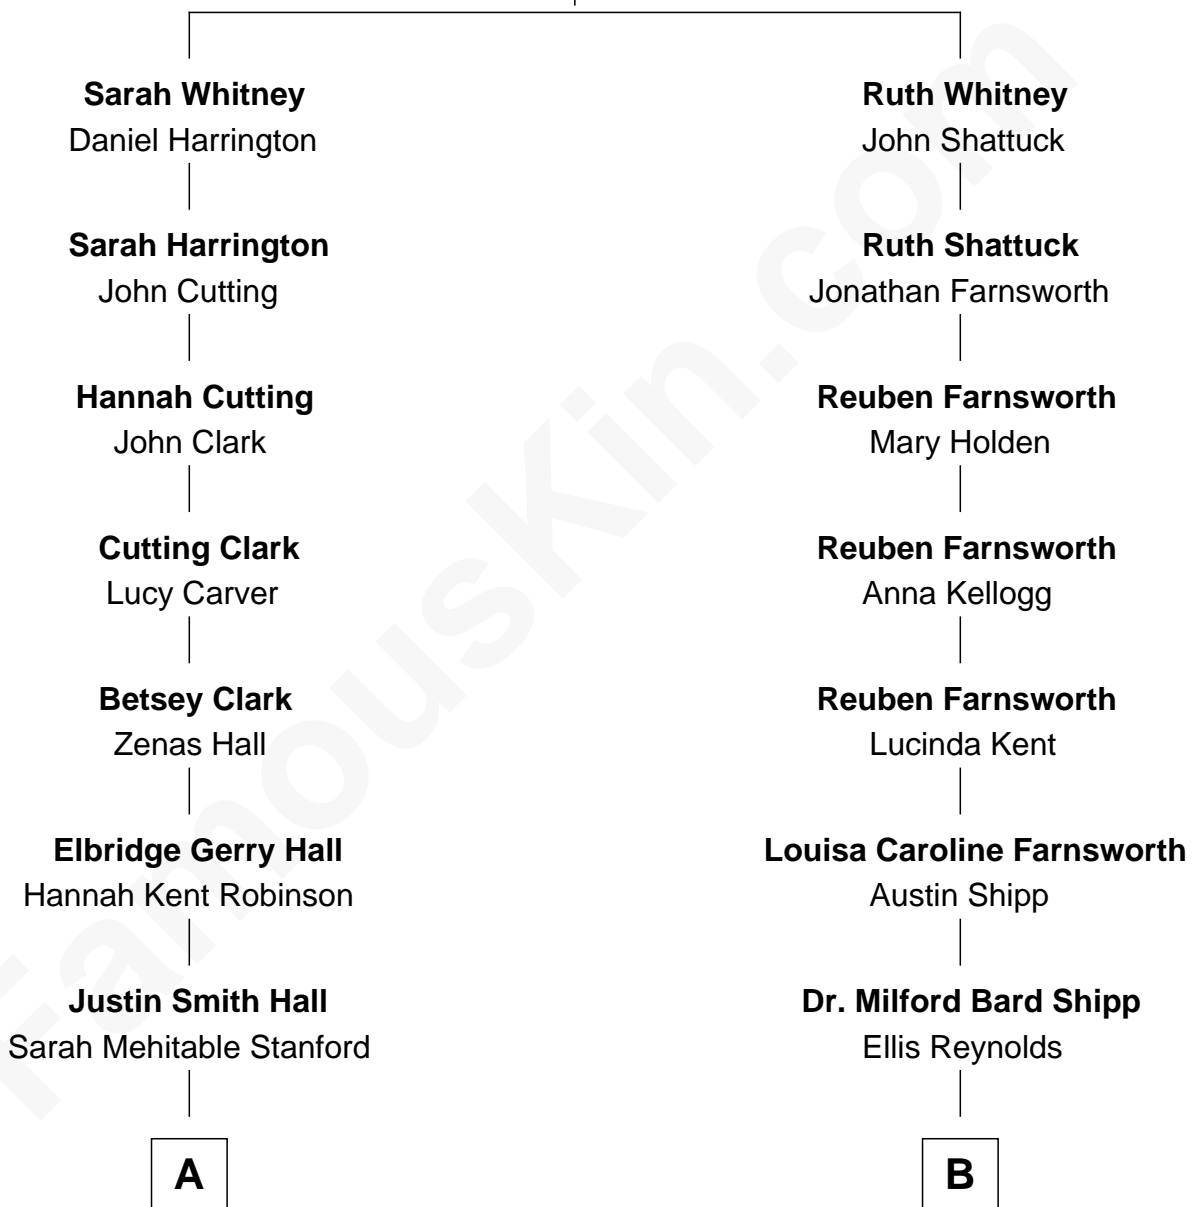 Sarah Whitney
Daniel Harrington
Sarah Harrington
John Cutting
Hannah Cutting
John Clark
Cutting Clark
Lucy Carver
Betsey Clark
Zenas Hall
Elbridge Gerry Hall
Hannah Kent Robinson
Justin Smith Hall
Sarah Mehitable Stanford
A
Ruth Whitney
John Shattuck
Ruth Shattuck
Jonathan Farnsworth
Reuben Farnsworth
Mary Holden
Reuben Farnsworth
Anna Kellogg
Reuben Farnsworth
Lucinda Kent
Louisa Caroline Farnsworth
Austin Shipp
Dr. Milford Bard Shipp
Ellis Reynolds
B
FamousKin.com